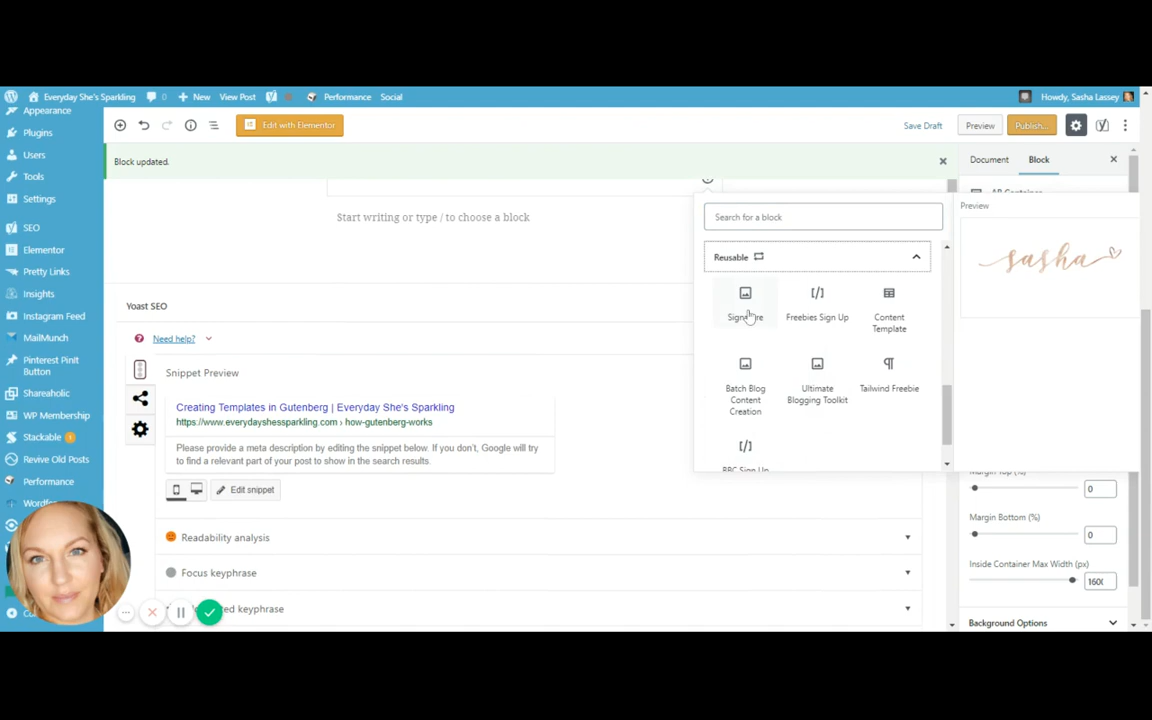 Everyday She's Sparkling
0
New
View Post
Performance
Social
Howdy, Sasha Lassey
Appearance
Plugins
Users
Tools
Settings
SEO
Elementor
Pretty Links
Insights
Instagram Feed
MailMunch
Pinterest Pinit
Button
Shareaholic
WP Membership
Stackable
Revive Old Posts
Performance
Edit with Elementor
Save Draft
Preview
Publish...
Block updated.
Document
Block
AB Container
Start writing or type / to choose a block
Search for a block
Reusable
Freebies Sign Up
Content
Template
Batch Blog
Content
Creation
Ultimate
Blogging Toolkit
Tailwind Freebie
Preview
sasha
Yoast SEO
Need help?
Snippet Preview
Creating Templates in Gutenberg | Everyday She's Sparkling
https://www.everydayshessparkling.com › how-gutenberg-works
Please provide a meta description by editing the snippet below. If you don't, Google will try
to find a relevant part of your post to show in the search results.
Edit snippet
Readability analysis
Focus keyphrase
keyphrase
Margin Top (%)
0
Margin Bottom (%)
0
Inside Container Max Width (px)
Background Options